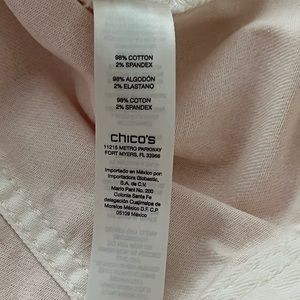 98% COTTON
2% SPANDEX
98% ALGODÓN
2% ELASTANO
98% COTON
2% SPANDEX
chico's
11215 METRO PARKWAY
FORT MYERS, FL 33966
Importado en México por:
Importadora Globastic,
S.A. de C.V.
Mario Pani No. 200
Colonia Santa Fe
delegación Cuajimalpa de
Morelos México D.F. C.P.
05109 México